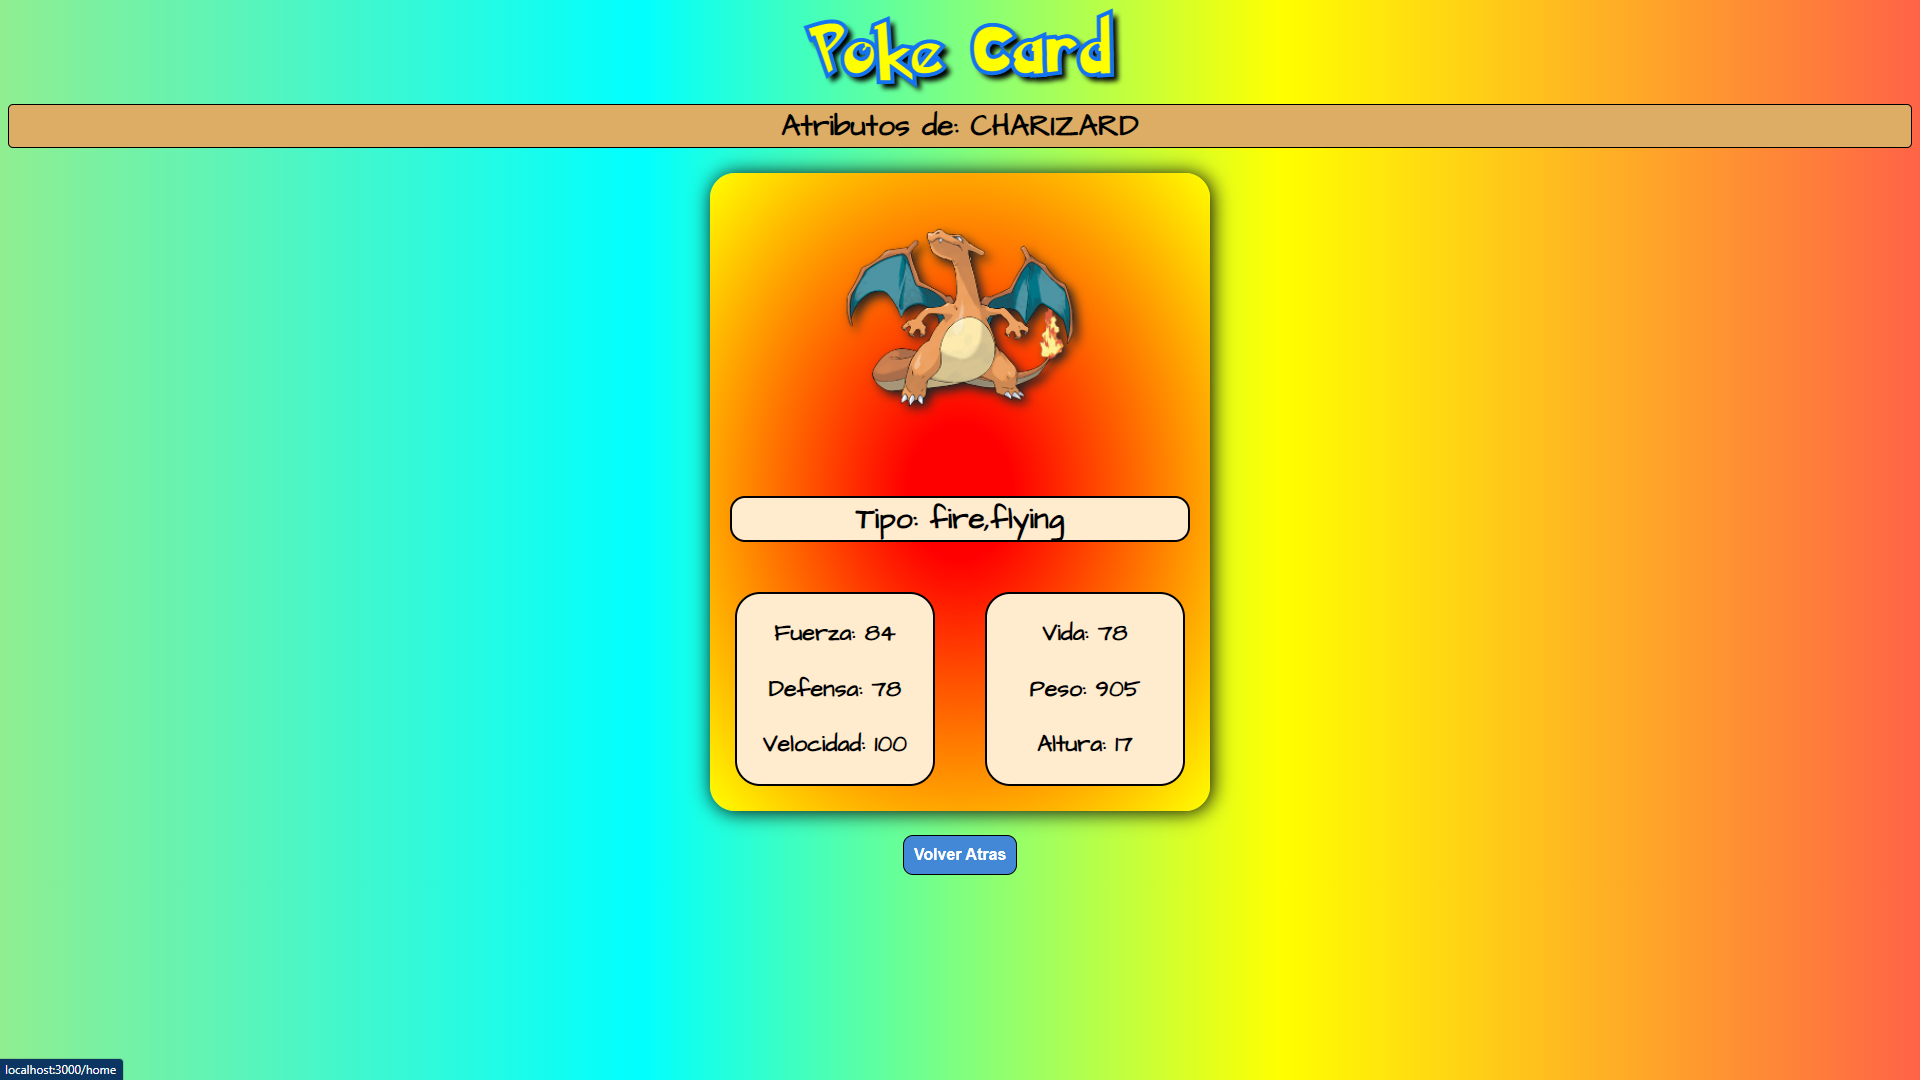 Poke Card
Atributos de: CHARIZARD
Tipo: fire,flying
Fuerza: 84
Defensa: 78
Velocidad: 100
Vida: 78
Peso: 905
Altura: 17
Volver Atras
localhost:3000/home